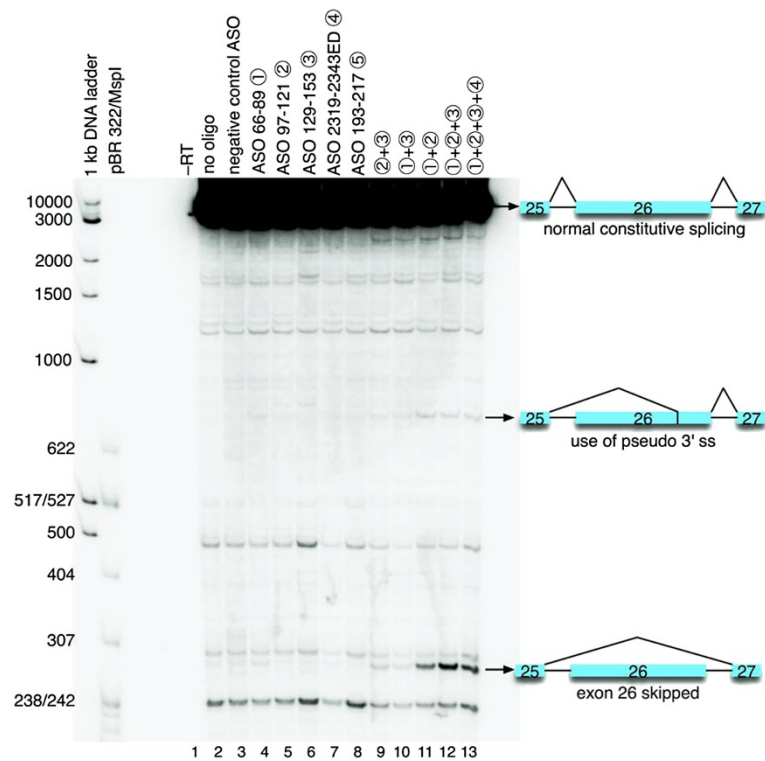 1 kb DNA ladder
pBR 322/MspI
–RT
no oligo
negative control ASO
ASO 66-89 ①
ASO 97-121 ②
ASO 129-153 ③
ASO 2319-2343ED ④
ASO 193-217 ⑤
②+③
①+③
①+②
①+②+③
①+②+③+④
10000
3000
2000
1500
1000
622
517/527
500
404
307
238/242
25 26 27
normal constitutive splicing
25 26 27
use of pseudo 3' ss
25 26 27
exon 26 skipped
1 2 3 4 5 6 7 8 9 10 11 12 13